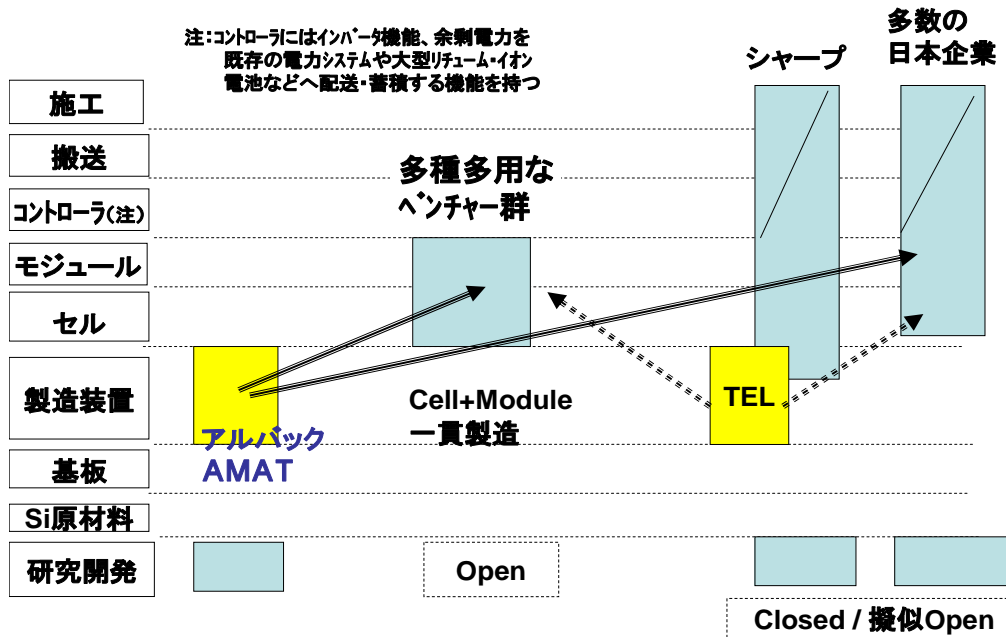 注:コントローラにはインバータ機能、余剰電力を
既存の電力システムや大型リチューム・イオン
電池などへ配送・蓄積する機能を持つ
シャープ
多数の
日本企業
施工
搬送
コントローラ(注)
モジュール
セル
製造装置
基板
Si原材料
研究開発
多種多用な
ベンチャー群
アルバック
AMAT
Cell+Module
一貫製造
TEL
Open
Closed / 擬似Open